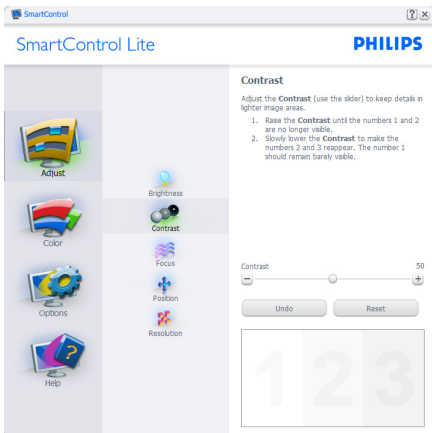 SmartControl
SmartControl Lite
PHILIPS
Adjust
Color
Options
Help
Brightness
Contrast
Focus
Position
Resolution
Contrast
Adjust the Contrast (use the slider) to keep details in
lighter image areas.
1. Raise the Contrast until the numbers 1 and 2
are no longer visible.
2. Slowly lower the Contrast to make the
numbers 2 and 3 reappear. The number 1
should remain barely visible.
Contrast 50
Undo Reset
1 2 3